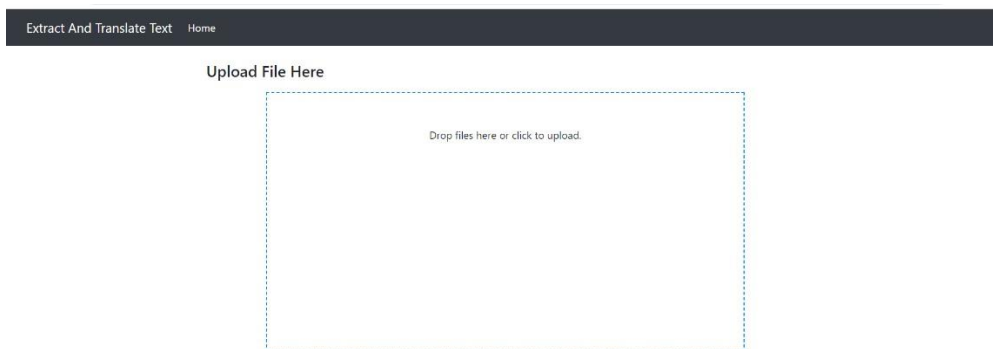 Extract And Translate Text Home
Upload File Here
Drop files here or click to upload.